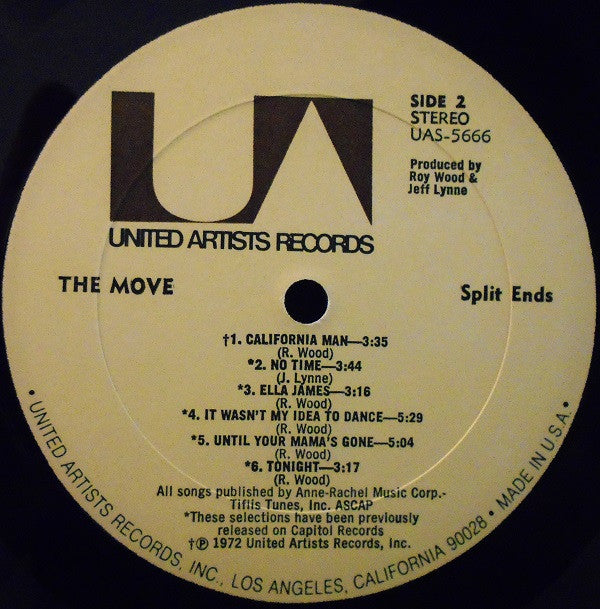 UA
UNITED ARTISTS RECORDS
SIDE 2
STEREO
UAS-5666
Produced by
Roy Wood &
Jeff Lynne
THE MOVE
Split Ends
†1. CALIFORNIA MAN—3:35
(R. Wood)
*2. NO TIME—3:44
(J. Lynne)
*3. ELLA JAMES—3:16
(R. Wood)
*4. IT WASN'T MY IDEA TO DANCE—5:29
(R. Wood)
*5. UNTIL YOUR MAMA'S GONE—5:04
(R. Wood)
*6. TONIGHT—3:17
(R. Wood)
All songs published by Anne-Rachel Music Corp.-
Tiflis Tunes, Inc. ASCAP
*These selections have been previously
released on Capitol Records
†℗ 1972 United Artists Records, Inc.
• UNITED ARTISTS RECORDS, INC., LOS ANGELES, CALIFORNIA 90028 • MADE IN U.S.A. •